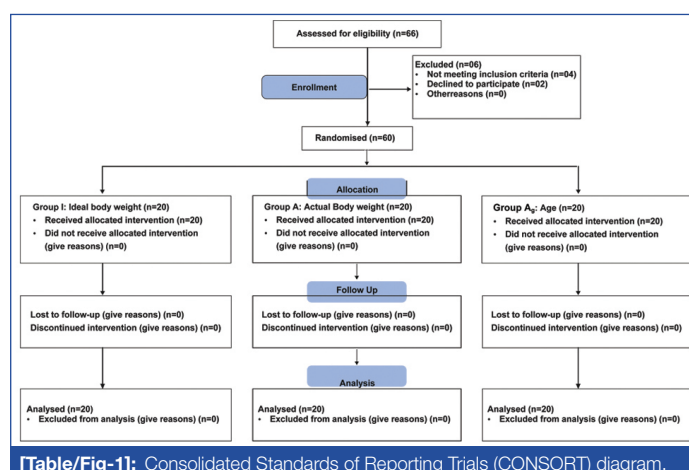 Assessed for eligibility (n=66)
Excluded (n=06)
• Not meeting inclusion criteria (n=04)
• Declined to participate (n=02)
• Otherreasons (n=0)
Enrollment
Randomised (n=60)
Allocation
Group I: Ideal body weight (n=20)
• Received allocated intervention (n=20)
• Did not receive allocated intervention
(give reasons) (n=0)
Group A: Actual Body weight (n=20)
• Received allocated intervention (n=20)
• Did not receive allocated intervention
(give reasons) (n=0)
Group Ag: Age (n=20)
• Received allocated intervention (n=20)
• Did not receive allocated intervention
(give reasons) (n=0)
Follow Up
Lost to follow-up (give reasons) (n=0)
Discontinued intervention (give reasons) (n=0)
Lost to follow-up (give reasons) (n=0)
Discontinued intervention (give reasons) (n=0)
Lost to follow-up (give reasons) (n=0)
Discontinued intervention (give reasons) (n=0)
Analysis
Analysed (n=20)
• Excluded from analysis (give reasons) (n=0)
Analysed (n=20)
• Excluded from analysis (give reasons) (n=0)
Analysed (n=20)
• Excluded from analysis (give reasons) (n=0)
[Table/Fig-1]: Consolidated Standards of Reporting Trials (CONSORT) diagram.